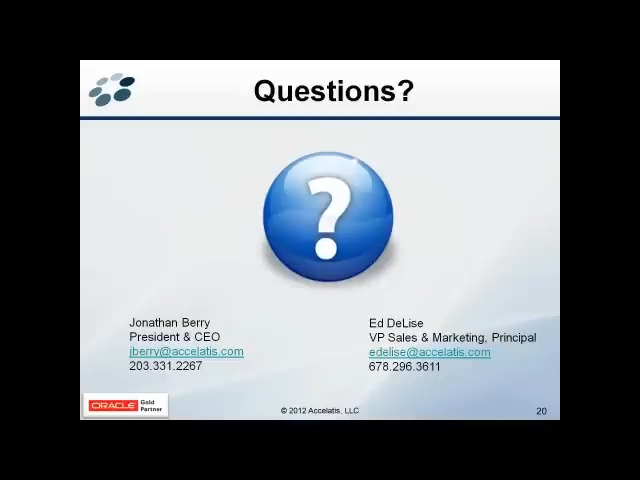 Questions?
?
Jonathan Berry
President & CEO
jberry@accelatis.com
203.331.2267
Ed DeLise
VP Sales & Marketing, Principal
edelise@accelatis.com
678.296.3611
ORACLE Gold Partner
© 2012 Accelatis, LLC
20